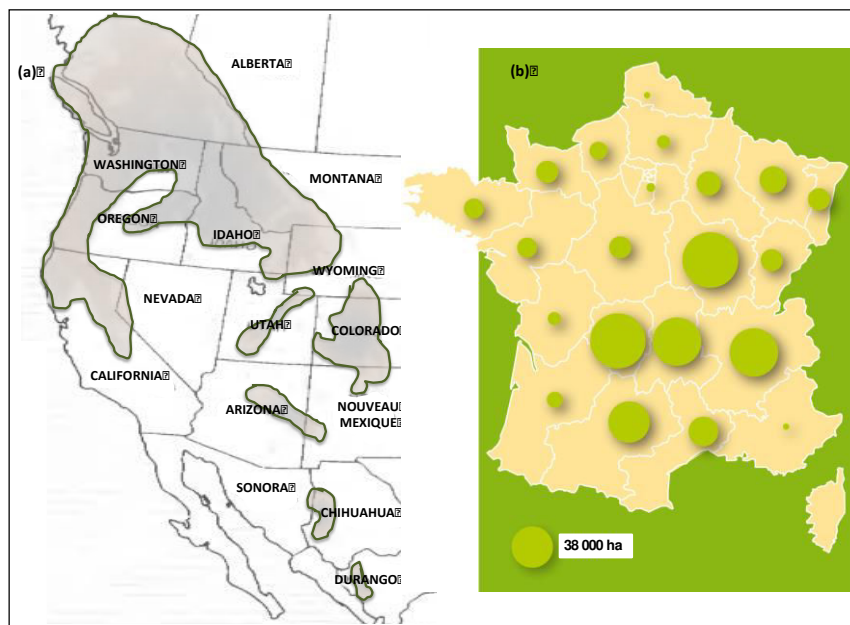 (a)
ALBERTA
WASHINGTON
MONTANA
OREGON
IDAHO
WYOMING
NEVADA
UTAH
COLORADO
CALIFORNIA
ARIZONA
NOUVEAU
MEXIQUE
SONORA
CHIHUAHUA
DURANGO
(b)
38 000 ha